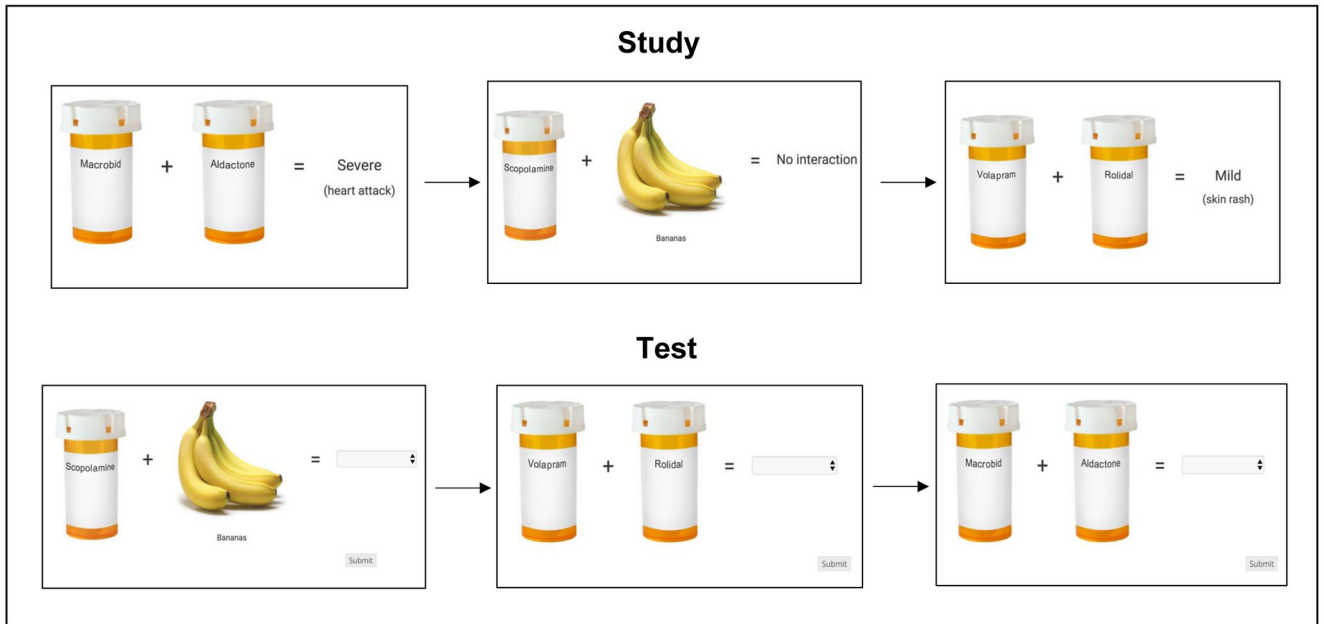 Study
Macrobid + Aldactone = Severe
(heart attack)
Scopolamine + = No interaction
Bananas
Volapram + Rolidal = Mild
(skin rash)
Test
Scopolamine + =
Bananas
Submit
Volapram + Rolidal =
Submit
Macrobid + Aldactone =
Submit